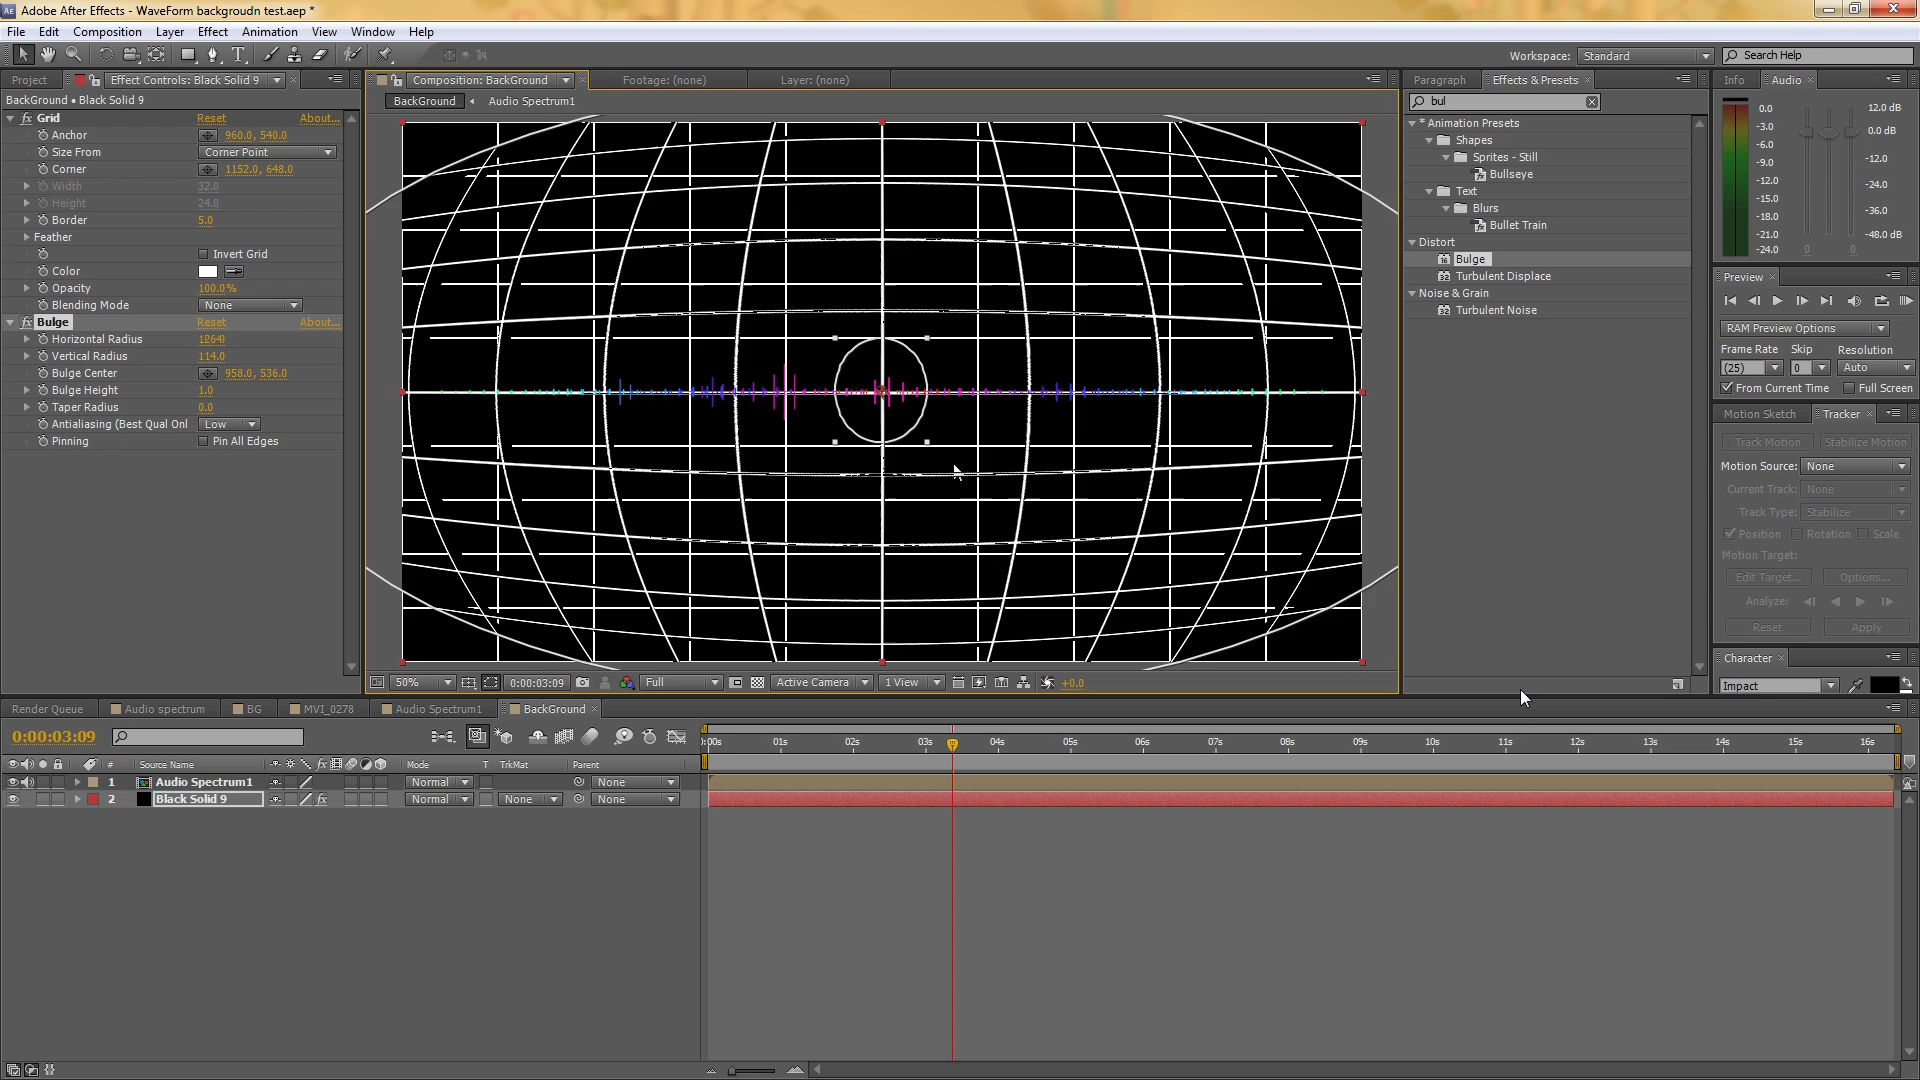 Adobe After Effects - WaveForm backgroudn test.aep *
File Edit Composition Layer Effect Animation View Window Help
Workspace: Standard Search Help
Project Effect Controls: Black Solid 9
BackGround • Black Solid 9
Grid Reset About...
Anchor 960.0, 540.0
Size From Corner Point
Corner 1152.0, 648.0
Width 32.0
Height 24.0
Border 5.0
Feather
Invert Grid
Color
Opacity 100.0%
Blending Mode None
Bulge Reset About...
Horizontal Radius
Vertical Radius 114.0
Bulge Center 958.0, 536.0
Bulge Height 1.0
Taper Radius 0.0
Antialiasing (Best Qual Onl Low
Pinning Pin All Edges
Composition: BackGround Footage: (none) Layer: (none)
BackGround Audio Spectrum1
50% 0:00:03:09 Full Active Camera 1 View +0.0
Paragraph Effects & Presets
bul
* Animation Presets
Shapes
Sprites - Still
Bullseye
Text
Blurs
Bullet Train
Distort
Bulge
Turbulent Displace
Noise & Grain
Turbulent Noise
Info Audio
0.0 12.0 dB
-3.0 0.0 dB
-6.0
-9.0 -12.0
-12.0 -24.0
-15.0
-18.0 -36.0
-21.0 -48.0 dB
-24.0 0 0
Preview
RAM Preview Options
Frame Rate Skip Resolution
(25) 0 Auto
From Current Time Full Screen
Motion Sketch Tracker
Track Motion Stabilize Motion
Motion Source: None
Current Track: None
Track Type: Stabilize
Position Rotation Scale
Motion Target:
Edit Target... Options...
Analyze:
Reset Apply
Character
Impact
Render Queue Audio spectrum BG MVI_0278 Audio Spectrum1 BackGround
0:00:03:09 :00s 01s 02s 03s 04s 05s 06s 07s 08s 09s 10s 11s 12s 13s 14s 15s 16s
# Source Name Mode T TrkMat Parent
1 Audio Spectrum1 Normal None
2 Black Solid 9 Normal None None